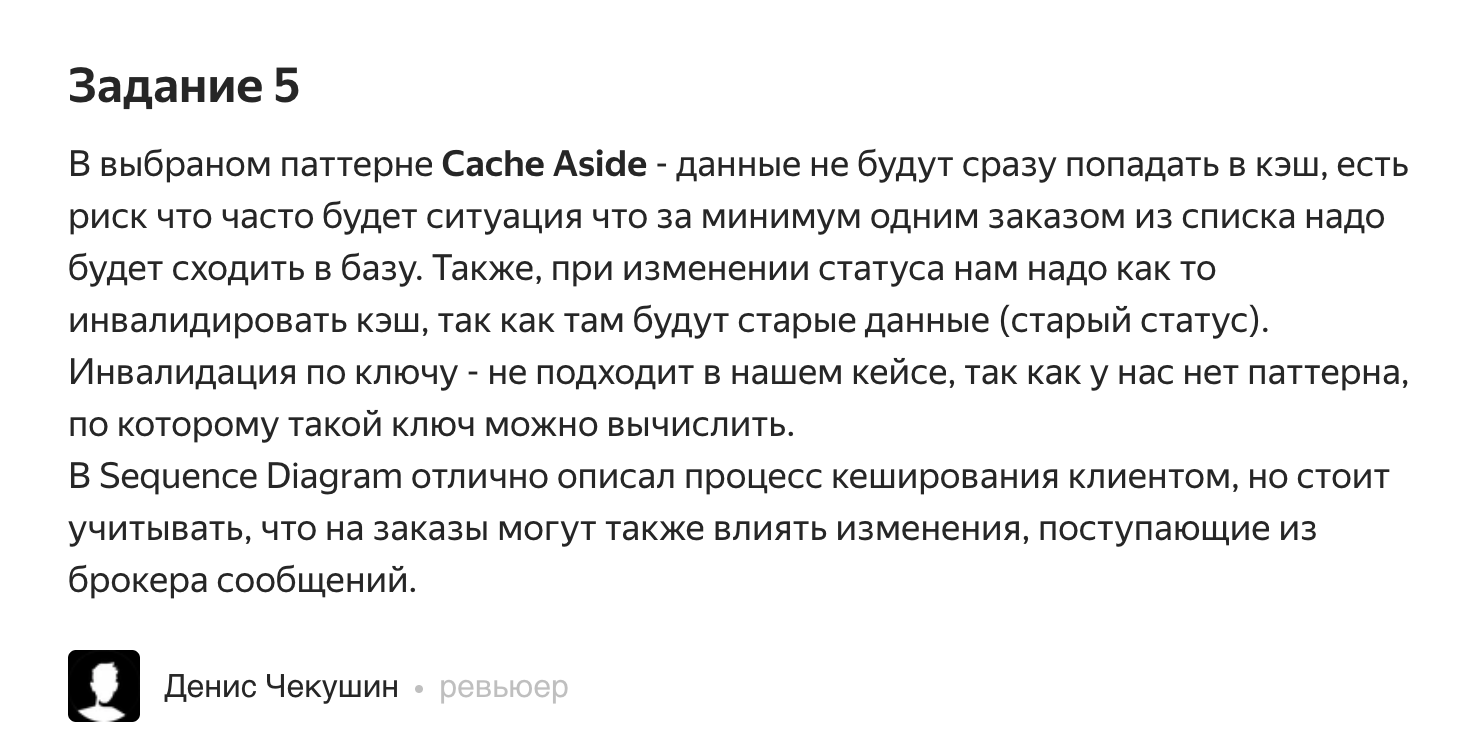 Задание 5
В выбраном паттерне Cache Aside - данные не будут сразу попадать в кэш, есть
риск что часто будет ситуация что за минимум одним заказом из списка надо
будет сходить в базу. Также, при изменении статуса нам надо как то
инвалидировать кэш, так как там будут старые данные (старый статус).
Инвалидация по ключу - не подходит в нашем кейсе, так как у нас нет паттерна,
по которому такой ключ можно вычислить.
В Sequence Diagram отлично описал процесс кеширования клиентом, но стоит
учитывать, что на заказы могут также влиять изменения, поступающие из
брокера сообщений.
Денис Чекушин • ревьюер